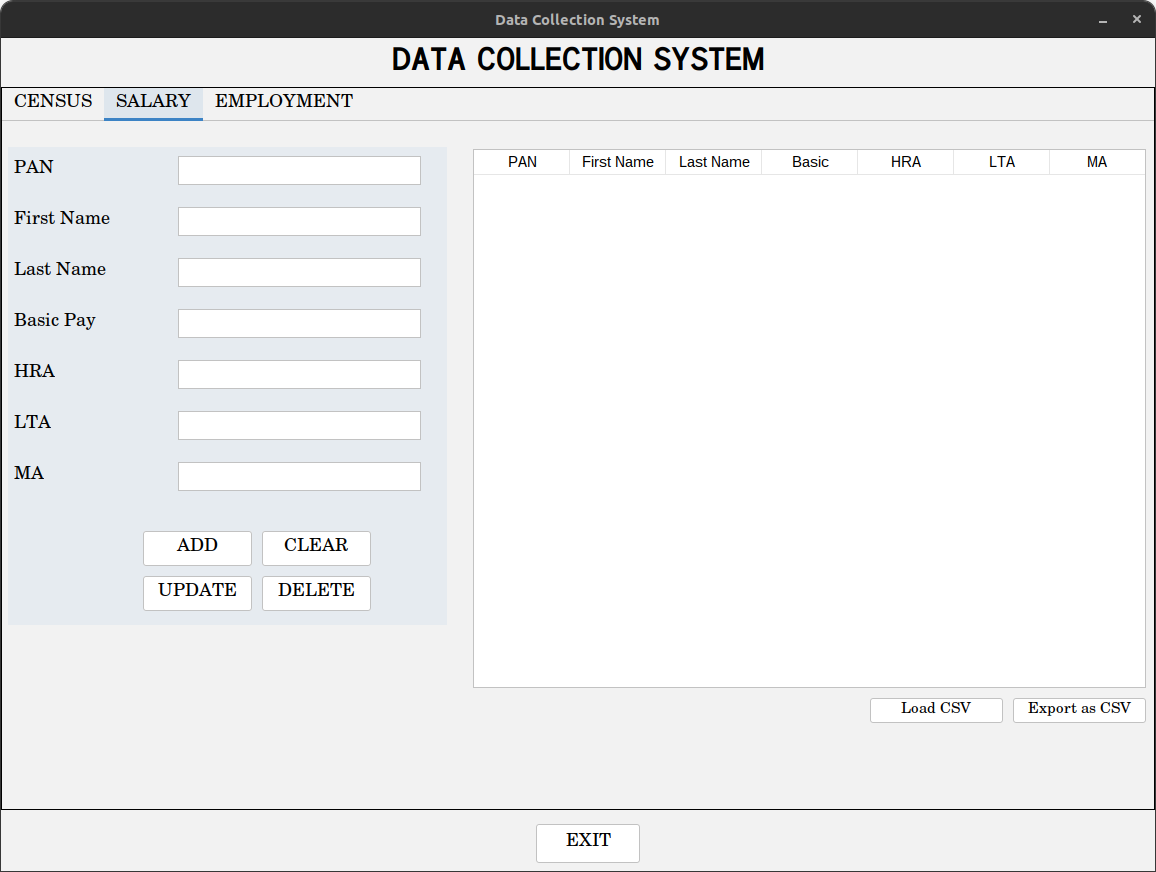 Data Collection System
DATA COLLECTION SYSTEM
CENSUS SALARY EMPLOYMENT
PAN
First Name
Last Name
Basic Pay
HRA
LTA
MA
ADD CLEAR
UPDATE DELETE
PAN First Name Last Name Basic HRA LTA MA
Load CSV Export as CSV
EXIT